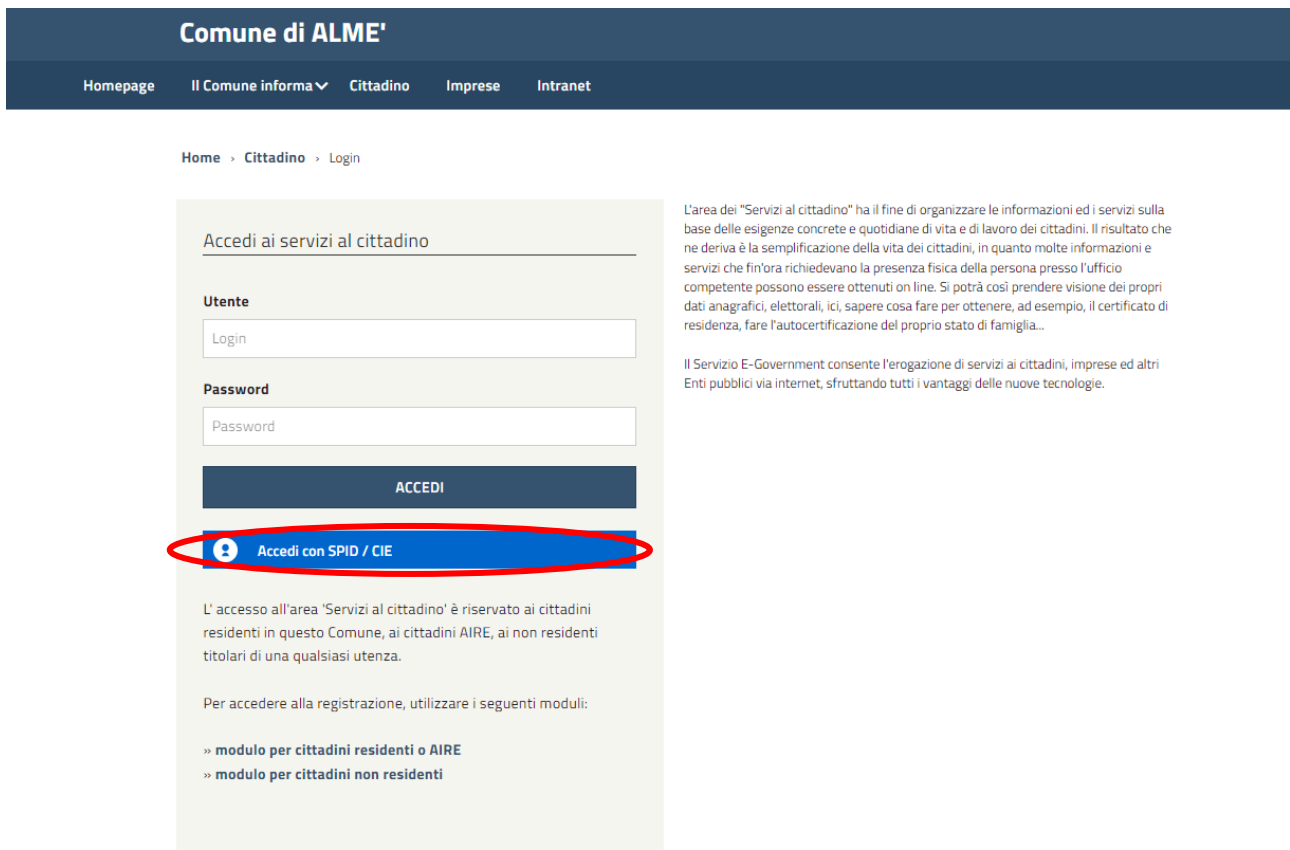 Comune di ALME'
Homepage Il Comune informa Cittadino Imprese Intranet
Home › Cittadino › Login
Accedi ai servizi al cittadino
Utente
Login
Password
Password
ACCEDI
Accedi con SPID / CIE
L' accesso all'area 'Servizi al cittadino' è riservato ai cittadini
residenti in questo Comune, ai cittadini AIRE, ai non residenti
titolari di una qualsiasi utenza.
Per accedere alla registrazione, utilizzare i seguenti moduli:
» modulo per cittadini residenti o AIRE
» modulo per cittadini non residenti
L'area dei "Servizi al cittadino" ha il fine di organizzare le informazioni ed i servizi sulla
base delle esigenze concrete e quotidiane di vita e di lavoro dei cittadini. Il risultato che
ne deriva è la semplificazione della vita dei cittadini, in quanto molte informazioni e
servizi che fin'ora richiedevano la presenza fisica della persona presso l'ufficio
competente possono essere ottenuti on line. Si potrà così prendere visione dei propri
dati anagrafici, elettorali, ici, sapere cosa fare per ottenere, ad esempio, il certificato di
residenza, fare l'autocertificazione del proprio stato di famiglia...
Il Servizio E-Government consente l'erogazione di servizi ai cittadini, imprese ed altri
Enti pubblici via internet, sfruttando tutti i vantaggi delle nuove tecnologie.